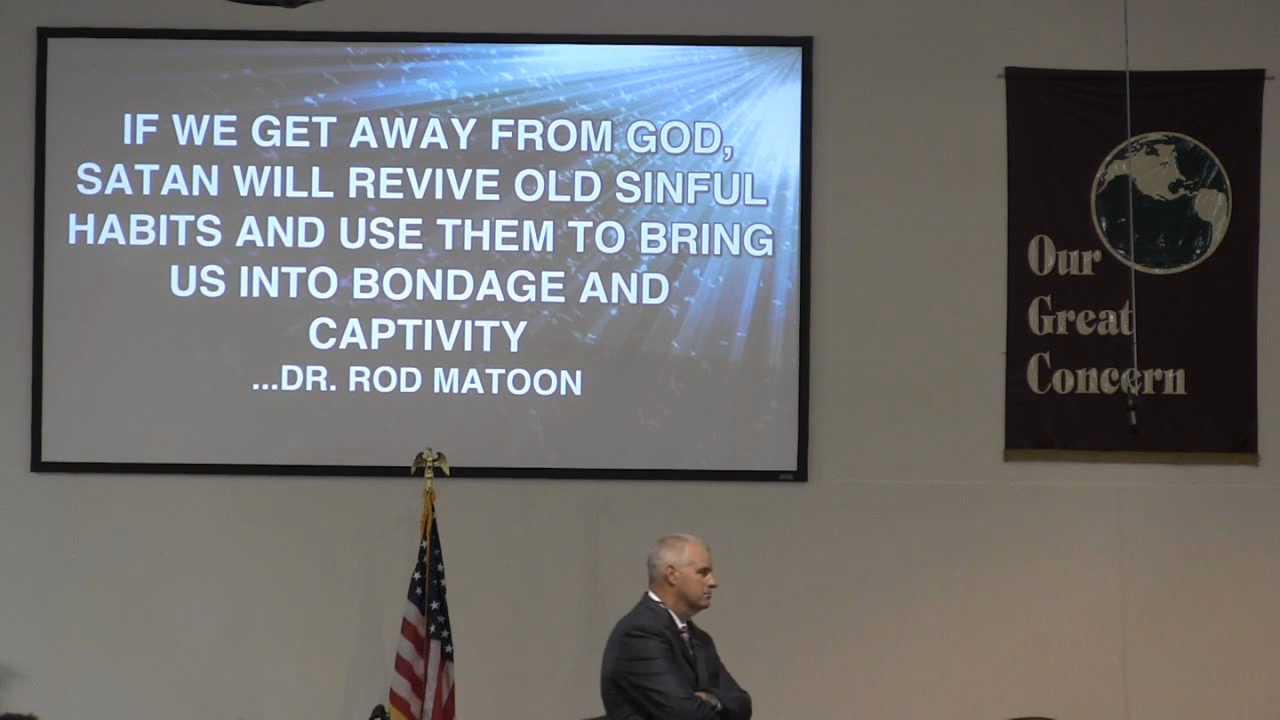 IF WE GET AWAY FROM GOD,
SATAN WILL REVIVE OLD SINFUL
HABITS AND USE THEM TO BRING
US INTO BONDAGE AND
CAPTIVITY
...DR. ROD MATOON
Our
Great
Concern